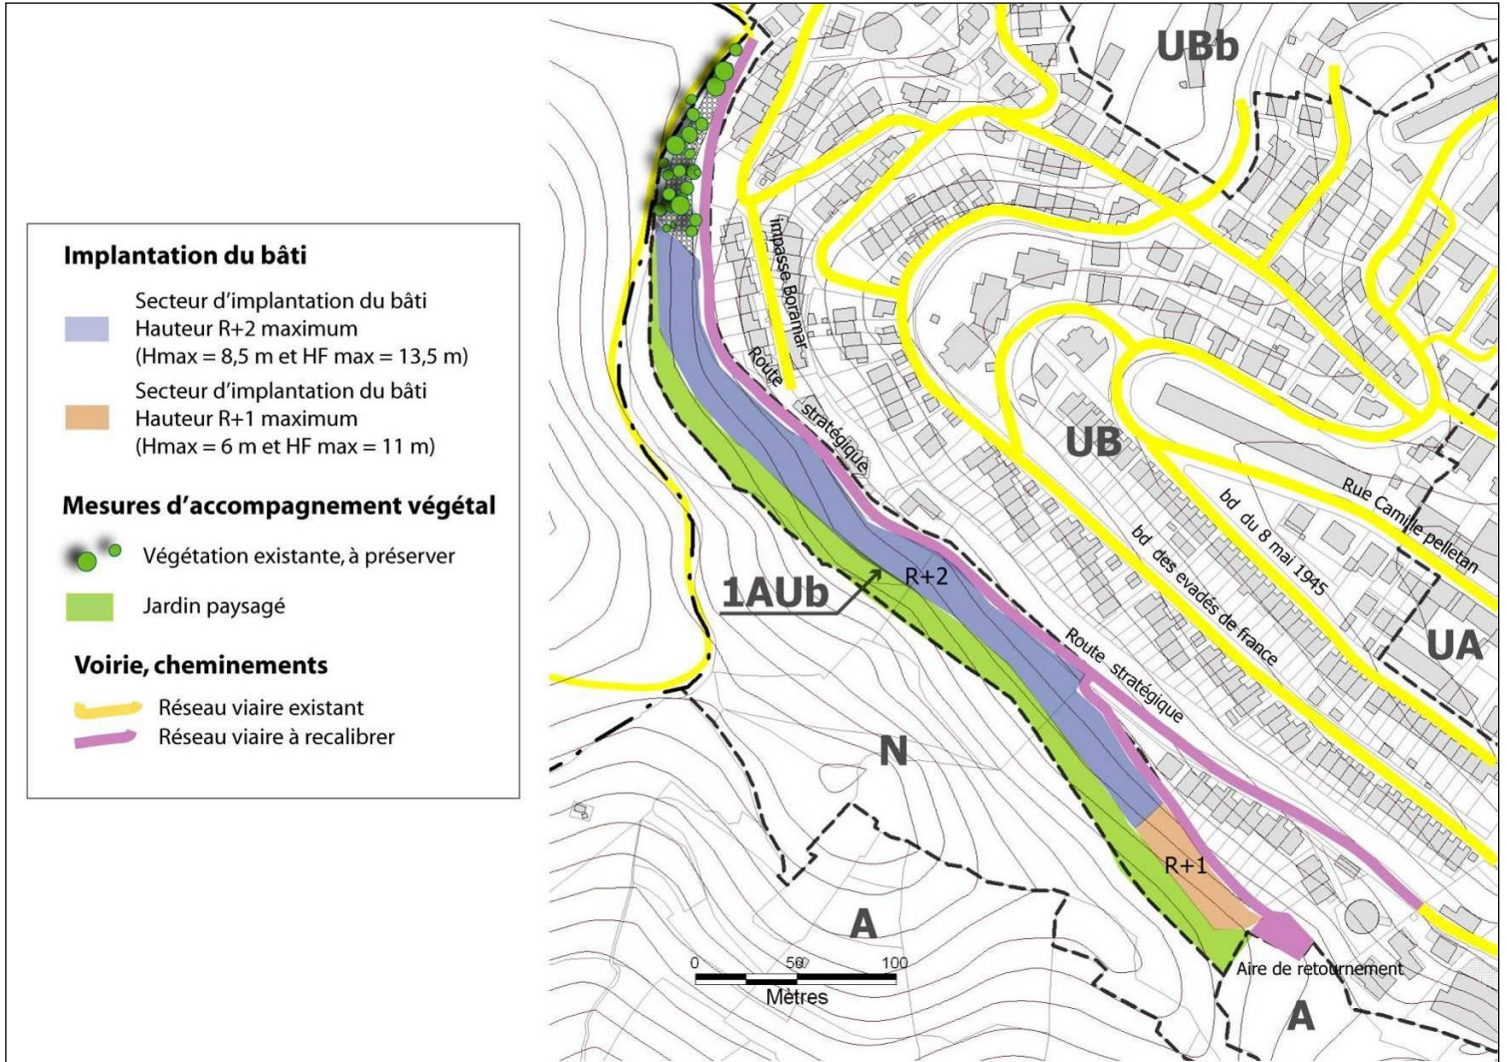 Implantation du bâti
Secteur d'implantation du bâti
Hauteur R+2 maximum
(Hmax = 8,5 m et HF max = 13,5 m)
Secteur d'implantation du bâti
Hauteur R+1 maximum
(Hmax = 6 m et HF max = 11 m)
Mesures d'accompagnement végétal
Végétation existante, à préserver
Jardin paysagé
Voirie, cheminements
Réseau viaire existant
Réseau viaire à recalibrer
UBb
impasse Boramar
Route
stratégique
UB
Rue Camille pelletan
bd du 8 mai 1945
bd des evadés de france
UA
R+2
1AUb
Route stratégique
N
R+1
A
0 50 100
Mètres
Aire de retournement
A